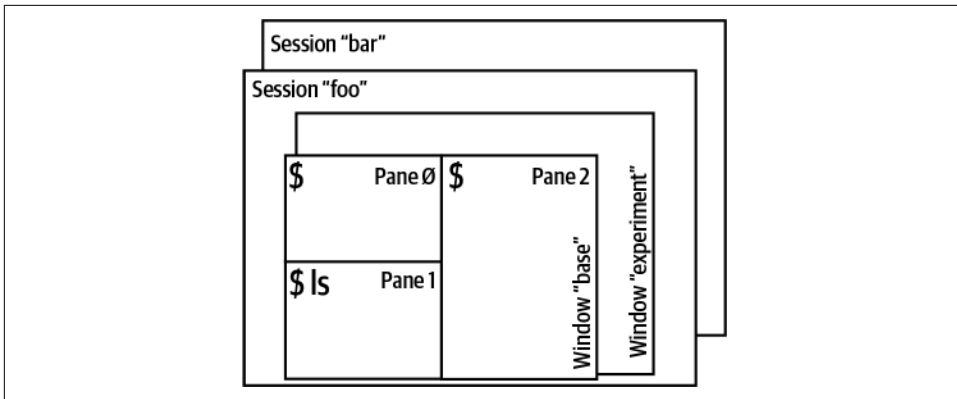 Session “bar”
Session “foo”
$ Pane Ø
$ Pane 2
$ ls Pane 1
Window “base”
Window “experiment”